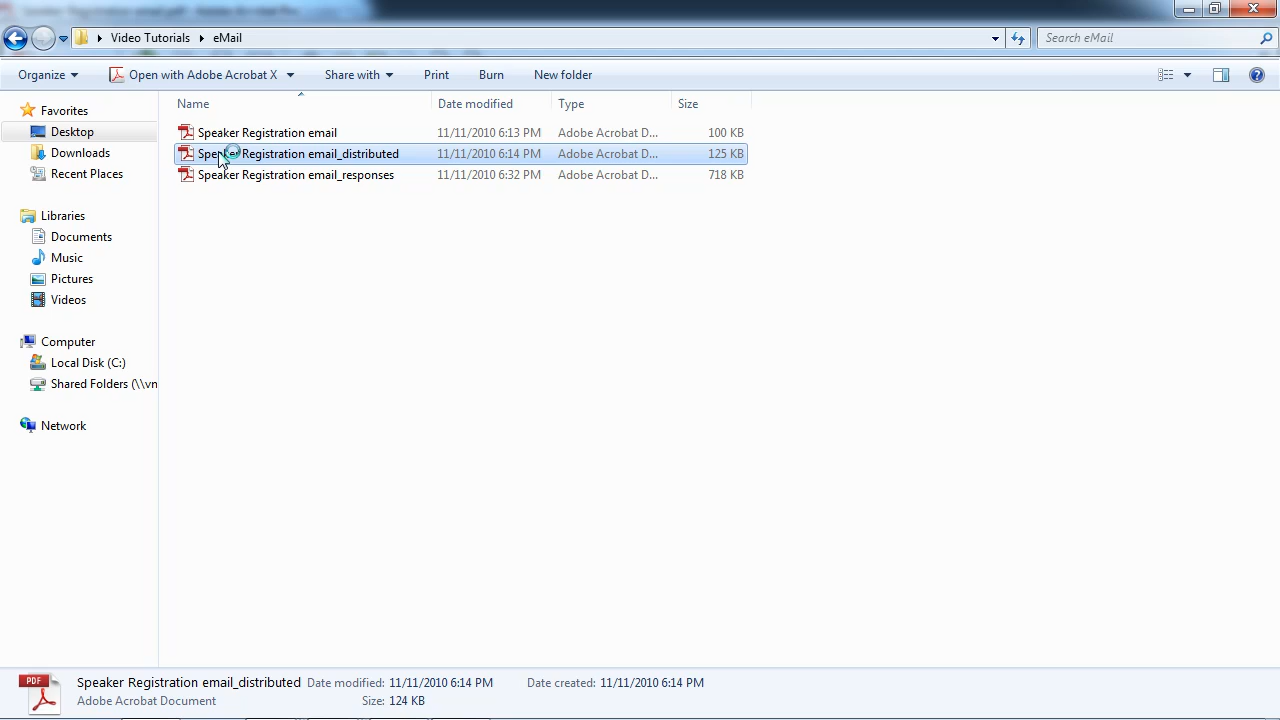 Video Tutorials eMail
Search eMail
Organize Open with Adobe Acrobat X Share with Print Burn New folder
Name Date modified Type Size
Favorites
Desktop
Downloads
Recent Places
Libraries
Documents
Music
Pictures
Videos
Computer
Local Disk (C:)
Shared Folders (\\vn
Network
Speaker Registration email 11/11/2010 6:13 PM Adobe Acrobat D... 100 KB
Speaker Registration email_distributed 11/11/2010 6:14 PM Adobe Acrobat D... 125 KB
Speaker Registration email_responses 11/11/2010 6:32 PM Adobe Acrobat D... 718 KB
PDF
Speaker Registration email_distributed Date modified: 11/11/2010 6:14 PM Date created: 11/11/2010 6:14 PM
Adobe Acrobat Document Size: 124 KB